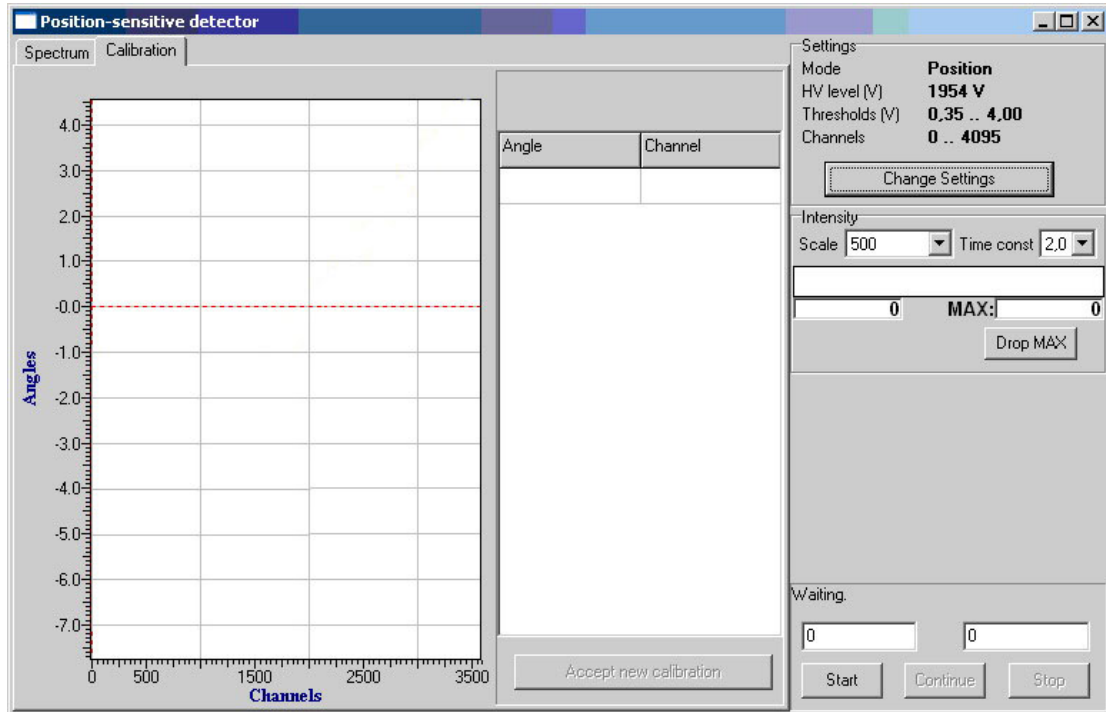 Position-sensitive detector
Spectrum Calibration
4.0
3.0
2.0
1.0
-0.0
-1.0
-2.0
-3.0
-4.0
-5.0
-6.0
-7.0
Angles
0 500 1500 2500 3500
Channels
Angle Channel
Accept new calibration
Settings
Mode Position
HV level (V) 1954 V
Thresholds (V) 0,35 .. 4,00
Channels 0 .. 4095
Change Settings
Intensity
Scale 500 Time const 2,0
0 MAX: 0
Drop MAX
Waiting.
0 0
Start Continue Stop